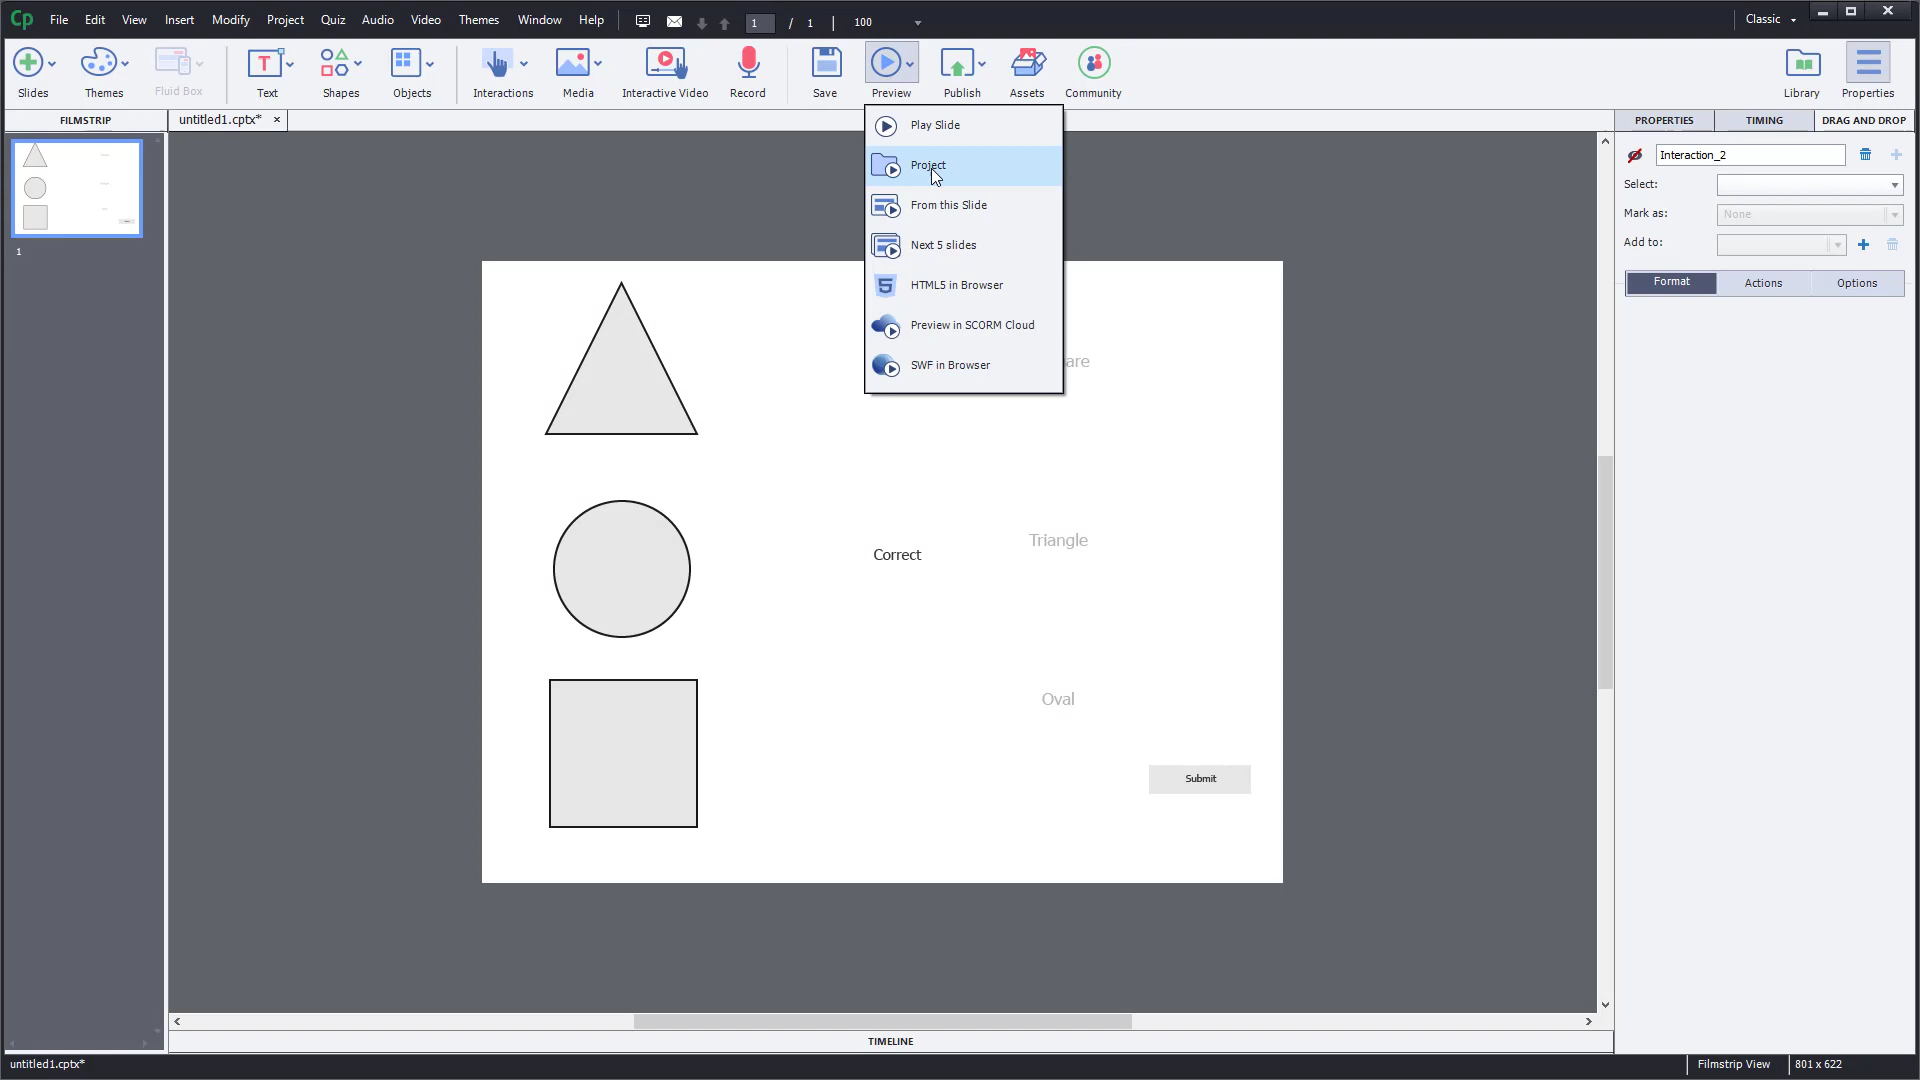 Cp File Edit View Insert Modify Project Quiz Audio Video Themes Window Help 1 / 1 100 Classic
Slides Themes Fluid Box Text Shapes Objects Interactions Media Interactive Video Record Save Preview Publish Assets Community Library Properties
FILMSTRIP untitled1.cptx* × PROPERTIES TIMING DRAG AND DROP
Play Slide
Project
From this Slide
Next 5 slides
HTML5 in Browser
Preview in SCORM Cloud
SWF in Browser
1
are
Triangle
Correct
Oval
Submit
Interaction_2
Select:
Mark as: None
Add to:
Format Actions Options
TIMELINE
untitled1.cptx* Filmstrip View 801 x 622